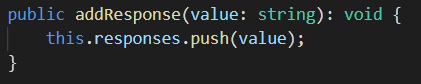 public addResponse(value: string): void {
    this.responses.push(value);
}